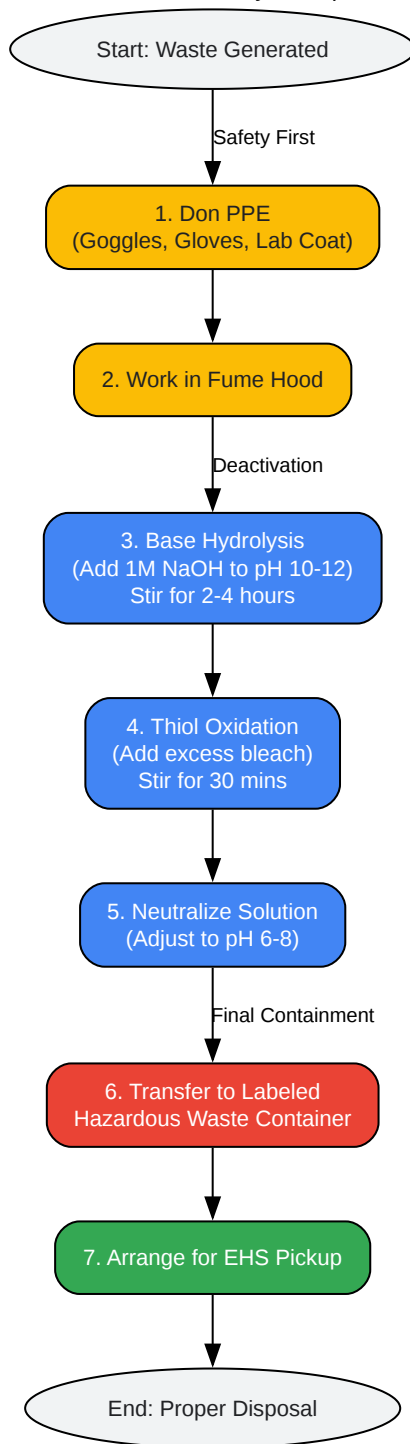 Start: Waste Generated
Safety First
1. Don PPE
(Goggles, Gloves, Lab Coat)
2. Work in Fume Hood
Deactivation
3. Base Hydrolysis
(Add 1M NaOH to pH 10-12)
Stir for 2-4 hours
4. Thiol Oxidation
(Add excess bleach)
Stir for 30 mins
5. Neutralize Solution
(Adjust to pH 6-8)
Final Containment
6. Transfer to Labeled
Hazardous Waste Container
7. Arrange for EHS Pickup
End: Proper Disposal